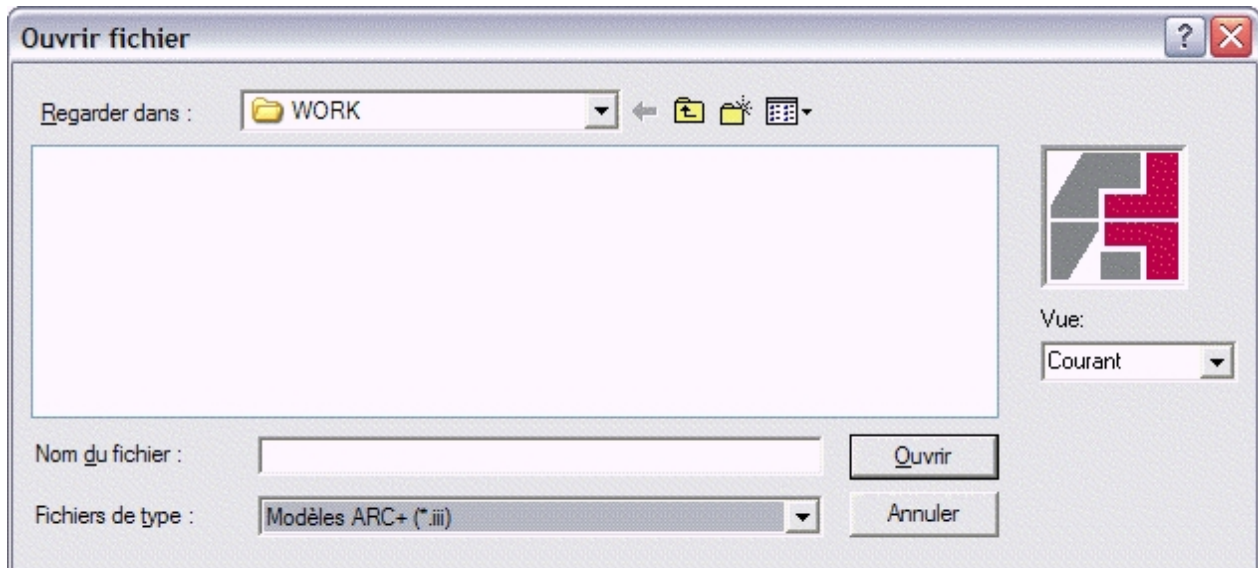 Ouvrir fichier
Regarder dans :
WORK
Vue:
Courant
Nom du fichier :
Ouvrir
Fichiers de type :
Modèles ARC+ (*.iii)
Annuler